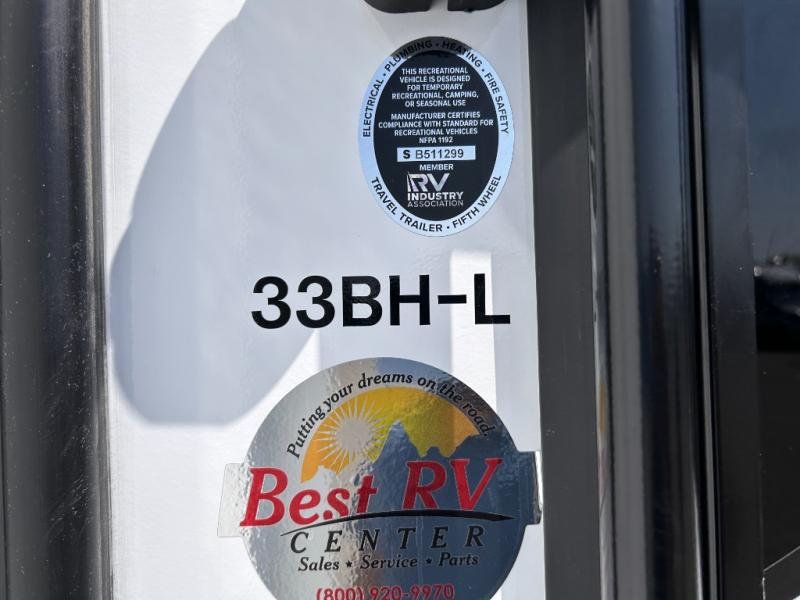 ELECTRICAL • PLUMBING • HEATING • FIRE SAFETY
THIS RECREATIONAL
VEHICLE IS DESIGNED
FOR TEMPORARY
RECREATIONAL, CAMPING,
OR SEASONAL USE
MANUFACTURER CERTIFIES
COMPLIANCE WITH STANDARD FOR
RECREATIONAL VEHICLES
NFPA 1192
S B511299
MEMBER
RV
INDUSTRY
ASSOCIATION
TRAVEL TRAILER • FIFTH WHEEL
33BH-L
Putting your dreams on the road.
Best RV
CENTER
Sales ★ Service ★ Parts
(800) 920-9970